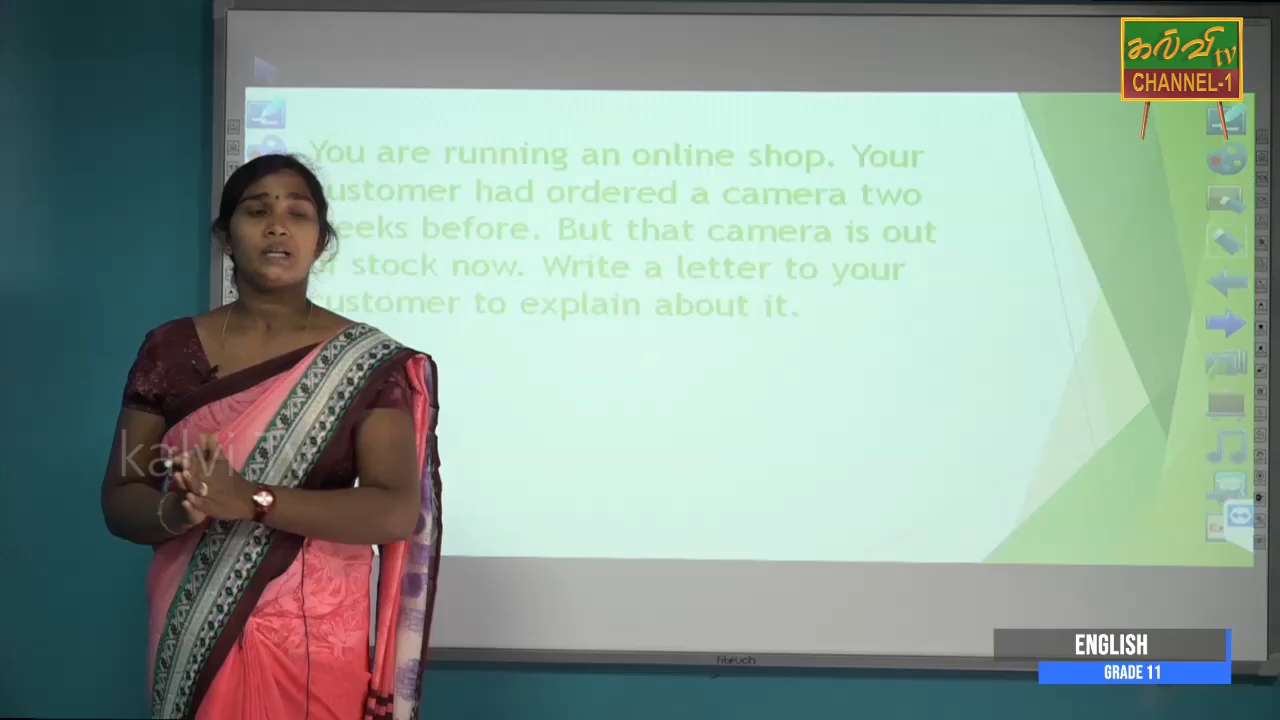 கல்வி tv
CHANNEL-1
You are running an online shop. Your
customer had ordered a camera two
weeks before. But that camera is out
of stock now. Write a letter to your
customer to explain about it.
kalvi Tv
ENGLISH
GRADE 11